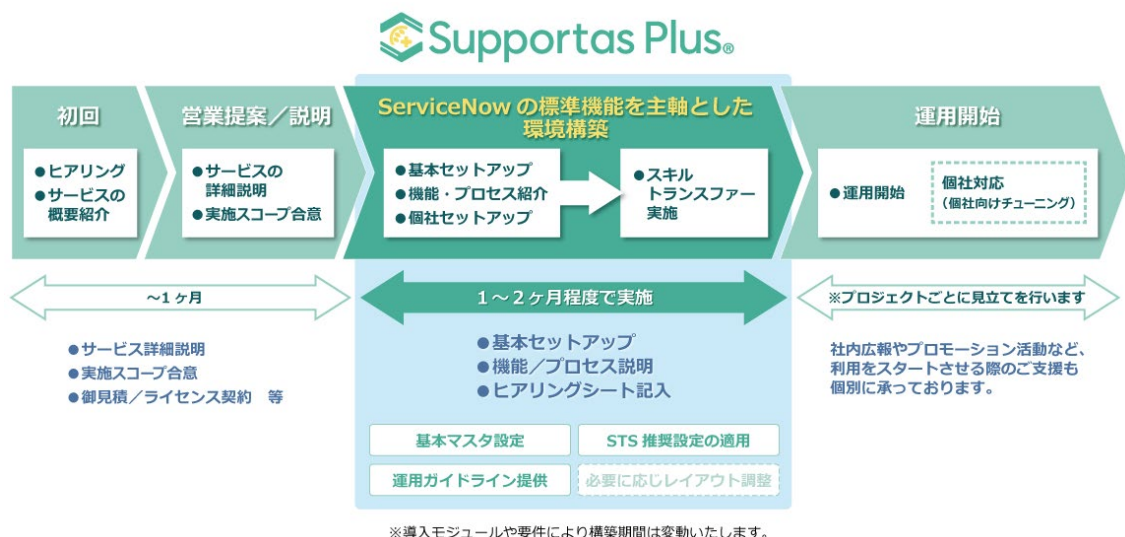 Supportas Plus®
初回
●ヒアリング
●サービスの
概要紹介
営業提案／説明
●サービスの
詳細説明
●実施スコープ合意
ServiceNow の標準機能を主軸とした
環境構築
●基本セットアップ
●機能・プロセス紹介
●個社セットアップ
●スキル
トランスファー
実施
運用開始
●運用開始
個社対応
（個社向けチューニング）
～1 ヶ月
1～2 ヶ月程度で実施
※プロジェクトごとに見立てを行います
●サービス詳細説明
●実施スコープ合意
●御見積／ライセンス契約　等
●基本セットアップ
●機能／プロセス説明
●ヒアリングシート記入
社内広報やプロモーション活動など、
利用をスタートさせる際のご支援も
個別に承っております。
基本マスタ設定
STS 推奨設定の適用
運用ガイドライン提供
必要に応じレイアウト調整
※導入モジュールや要件により構築期間は変動いたします。